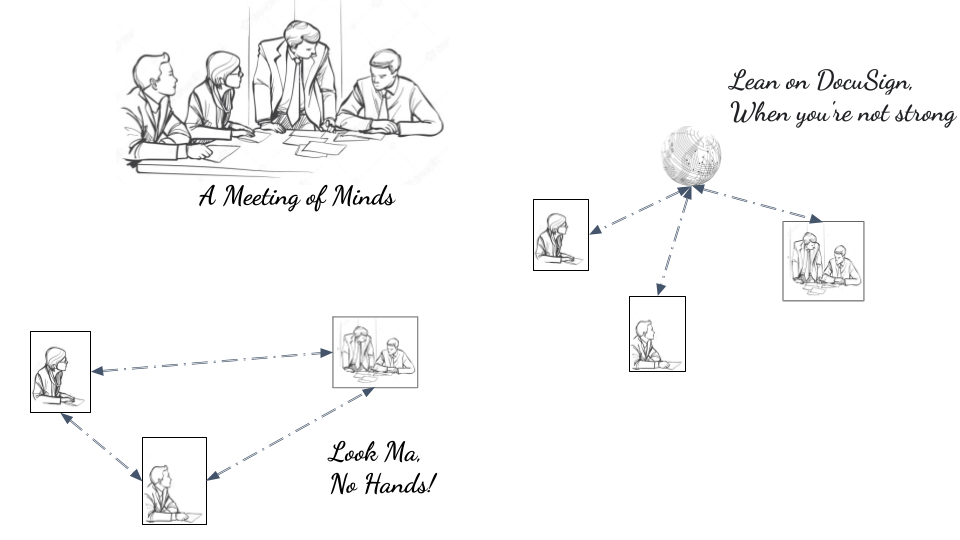 Lean on DocuSign,
When you're not strong
A Meeting of Minds
Look Ma,
No Hands!